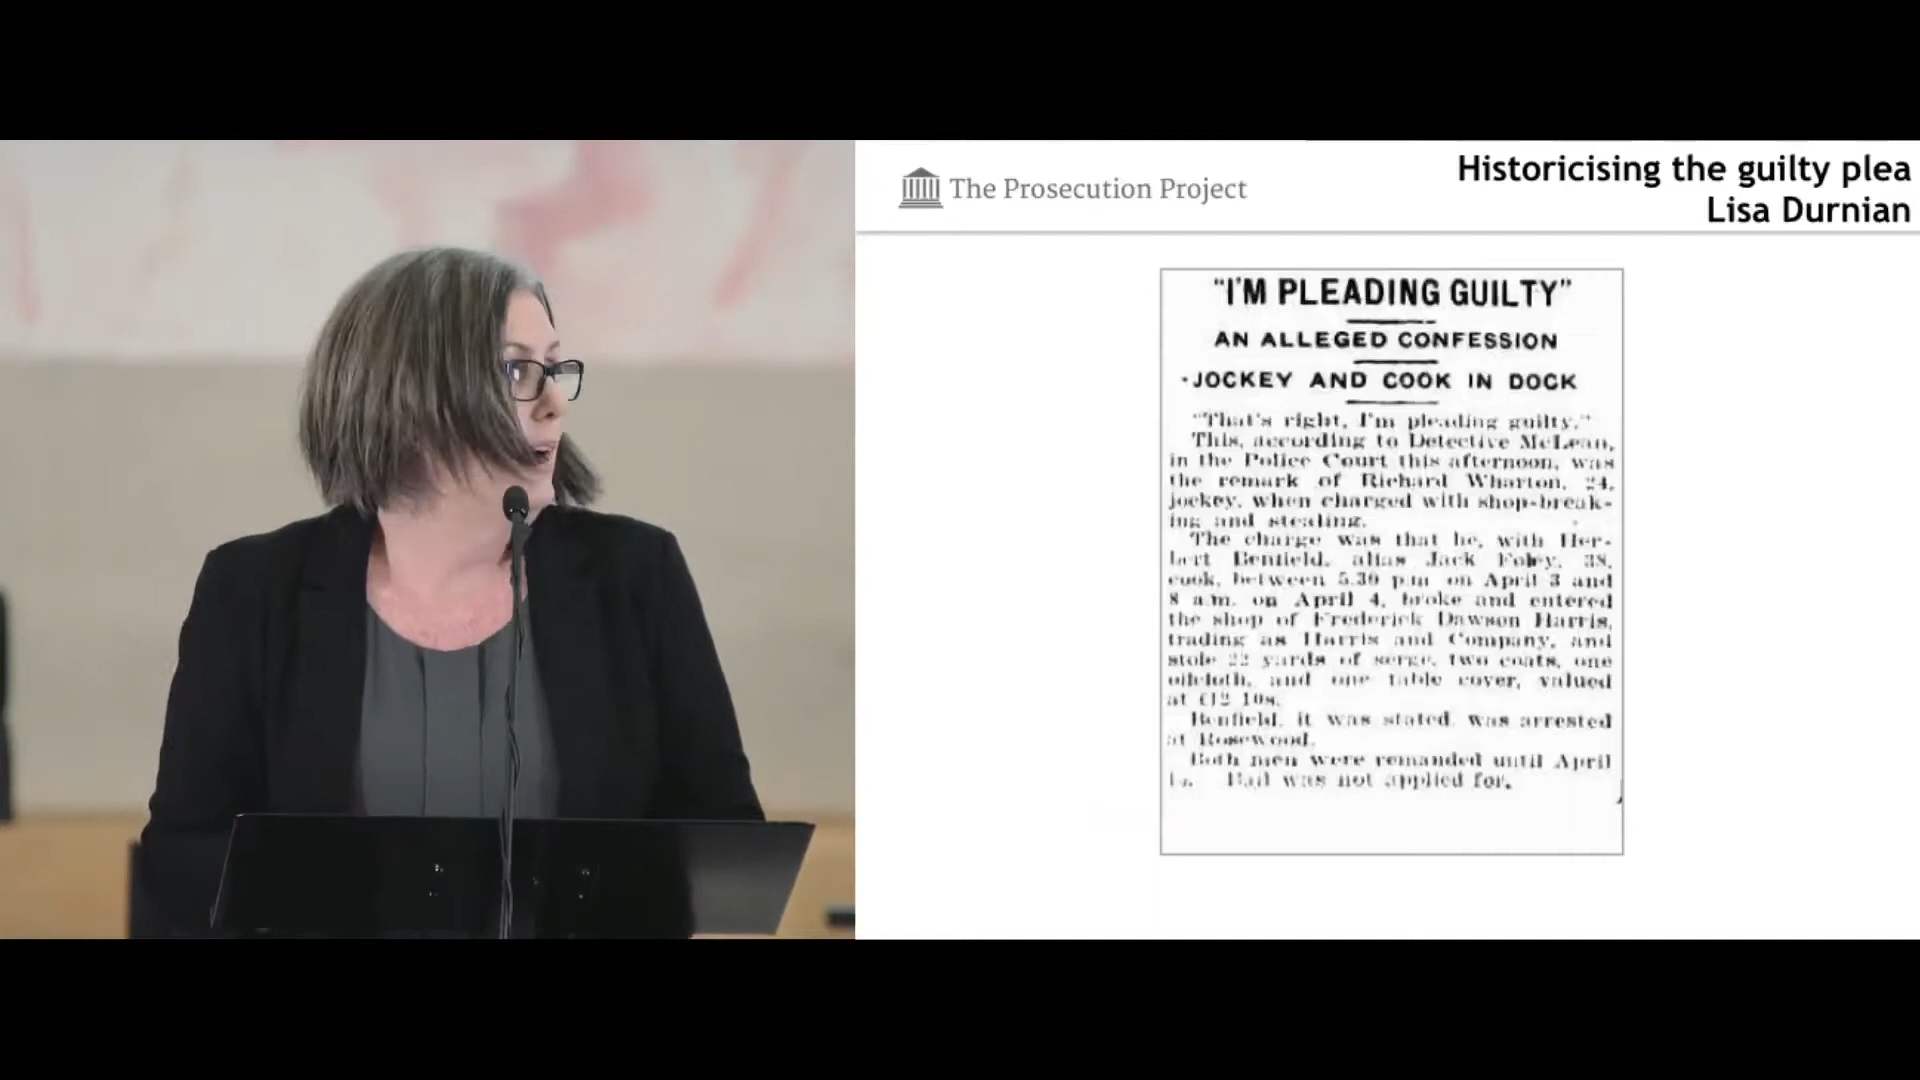 The Prosecution Project
Historicising the guilty plea
Lisa Durnian
"I'M PLEADING GUILTY"
AN ALLEGED CONFESSION
JOCKEY AND COOK IN DOCK
"That's right, I'm pleading guilty."
This, according to Detective McLean,
in the Police Court this afternoon, was
the remark of Richard Wharton, 24,
jockey, when charged with shop-break-
ing and stealing.
The charge was that he, with Her-
bert Benfield, alias Jack Foley, 38,
cook, between 5.30 p.m. on April 3 and
8 a.m. on April 4, broke and entered
the shop of Frederick Dawson Harris,
trading as Harris and Company, and
stole 22 yards of serge, two coats, one
oilcloth, and one table cover, valued
at £12 10s.
Benfield, it was stated, was arrested
at Rosewood.
Both men were remanded until April
Bail was not applied for.